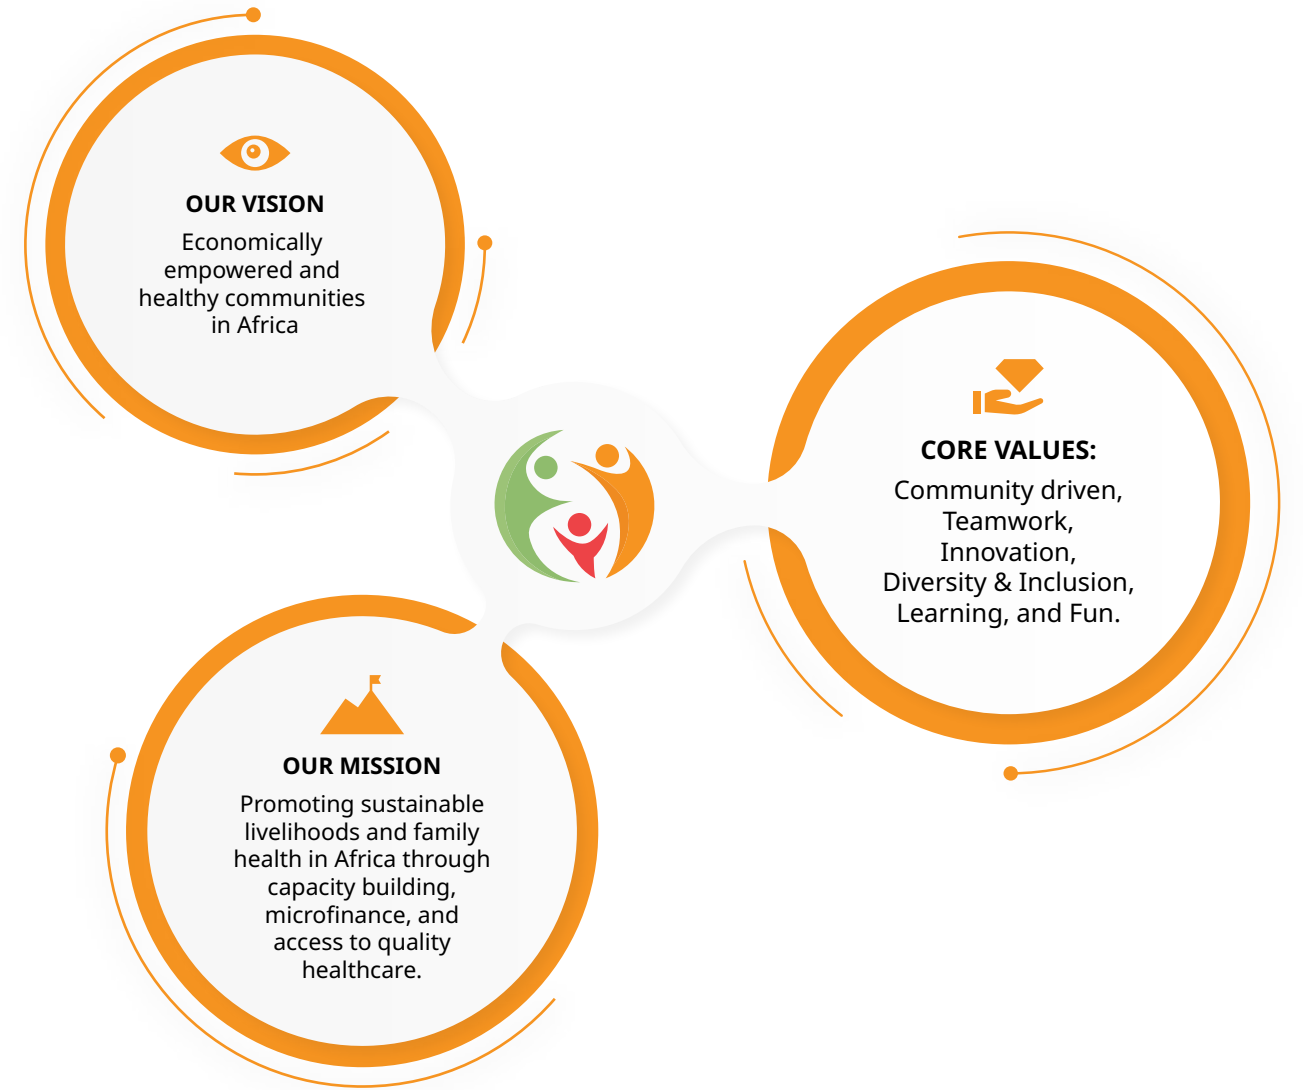 OUR VISION
Economically
empowered and
healthy communities
in Africa
CORE VALUES:
Community driven,
Teamwork,
Innovation,
Diversity & Inclusion,
Learning, and Fun.
OUR MISSION
Promoting sustainable
livelihoods and family
health in Africa through
capacity building,
microfinance, and
access to quality
healthcare.